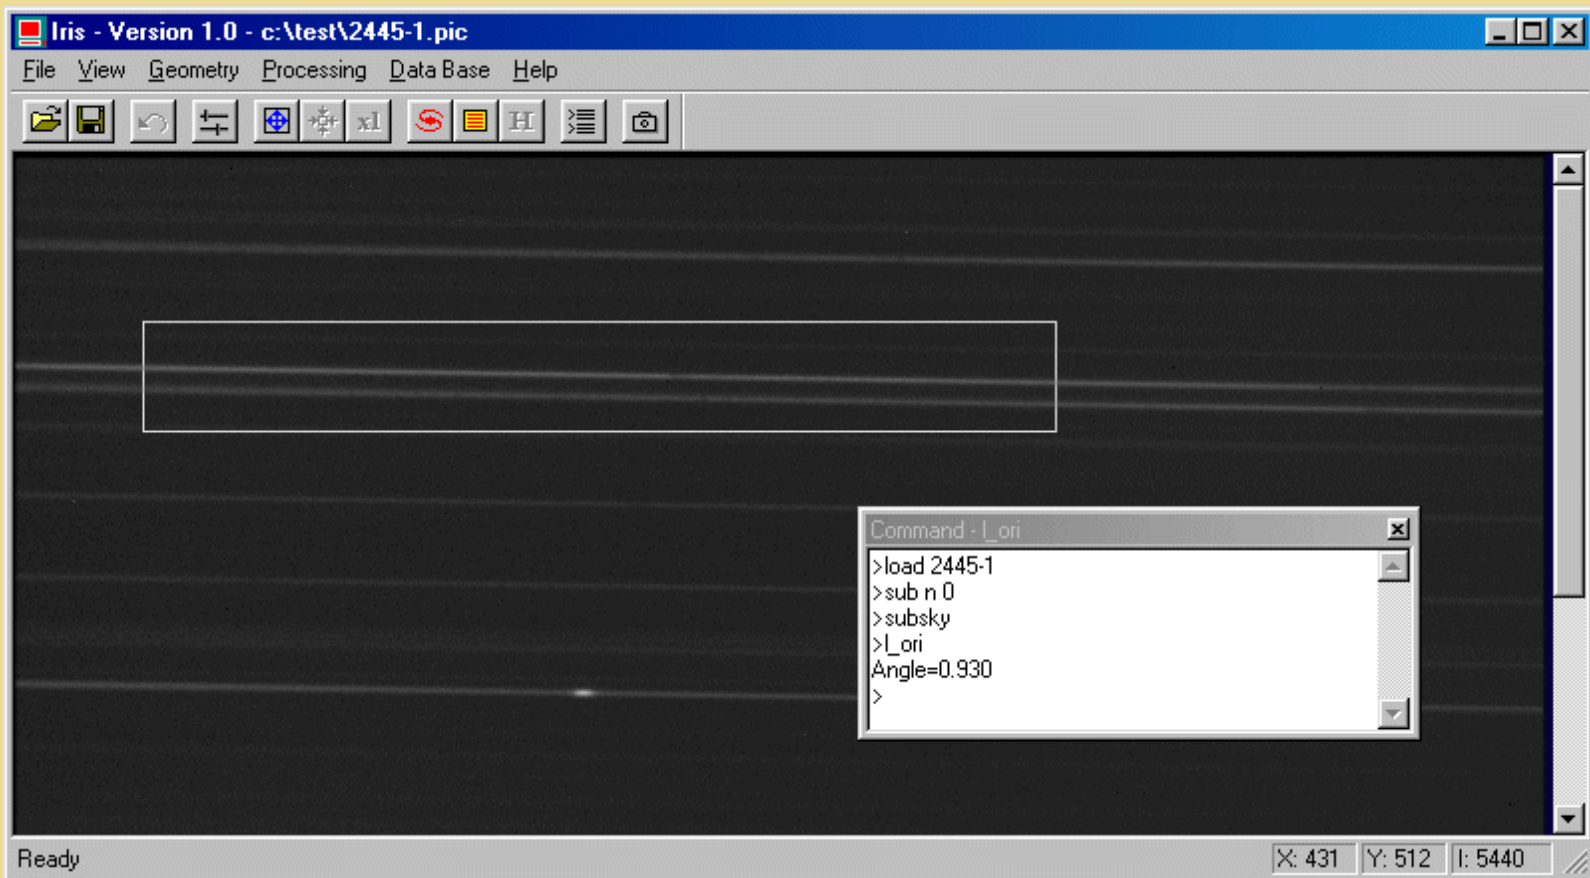 Iris - Version 1.0 - c:\test\2445-1.pic
File View Geometry Processing Data Base Help
x1 H
Command - l_ori
>load 2445-1
>sub n 0
>subsky
>l_ori
Angle=0.930
>
Ready X: 431 Y: 512 I: 5440